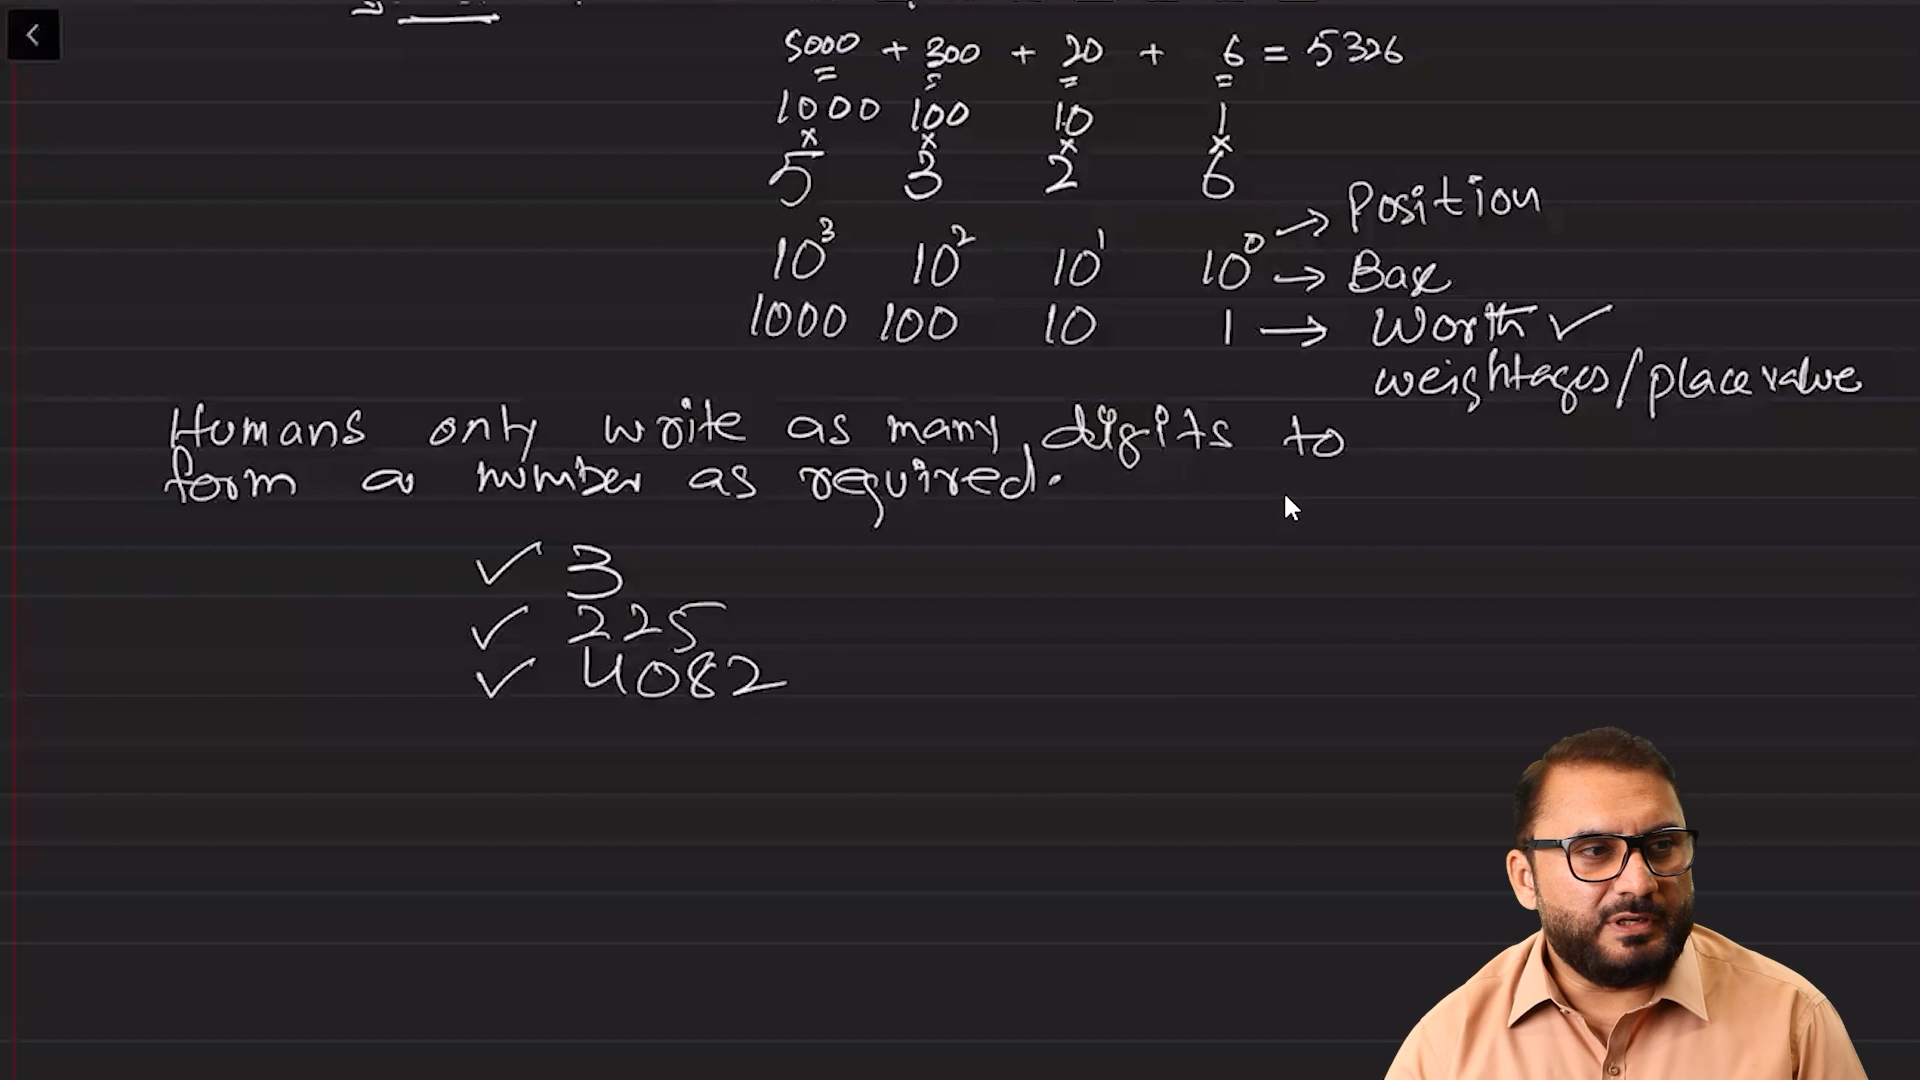 5000 + 300 + 20 + 6 = 5326
1000 100 10 1
x x x x
5 3 2 6
10³ 10² 10¹ 10⁰ → Position
→ Base
1000 100 10 1 → Worth ✓
weightages/placevalue
Humans only write as many digits to
form a number as required.
✓ 3
✓ 225
✓ 4082